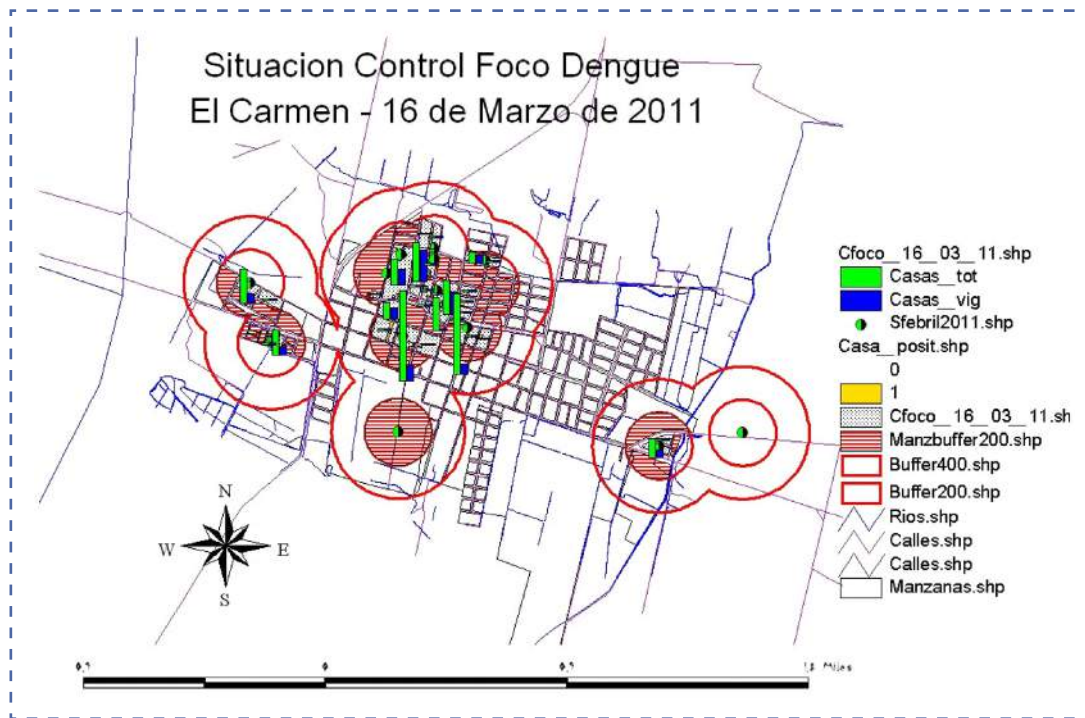 Situacion Control Foco Dengue
El Carmen - 16 de Marzo de 2011
Cfoco__16__03__11.shp
Casas__tot
Casas__vig
Sfebril2011.shp
Casa__posit.shp
0
1
Cfoco__16__03__11.sh
Manzbuffer200.shp
Buffer400.shp
Buffer200.shp
Rios.shp
Calles.shp
Calles.shp
Manzanas.shp
N
W E
S
0 Miles